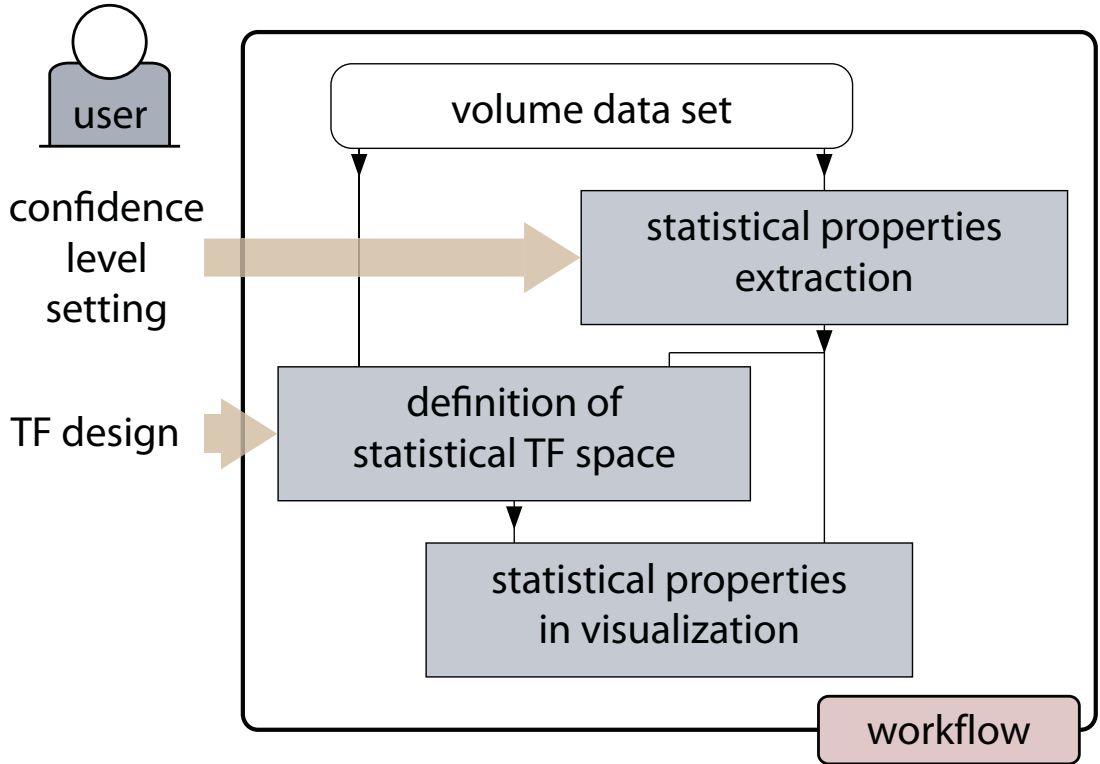 user
volume data set
confidence
level
setting
statistical properties
extraction
TF design
definition of
statistical TF space
statistical properties
in visualization
workflow